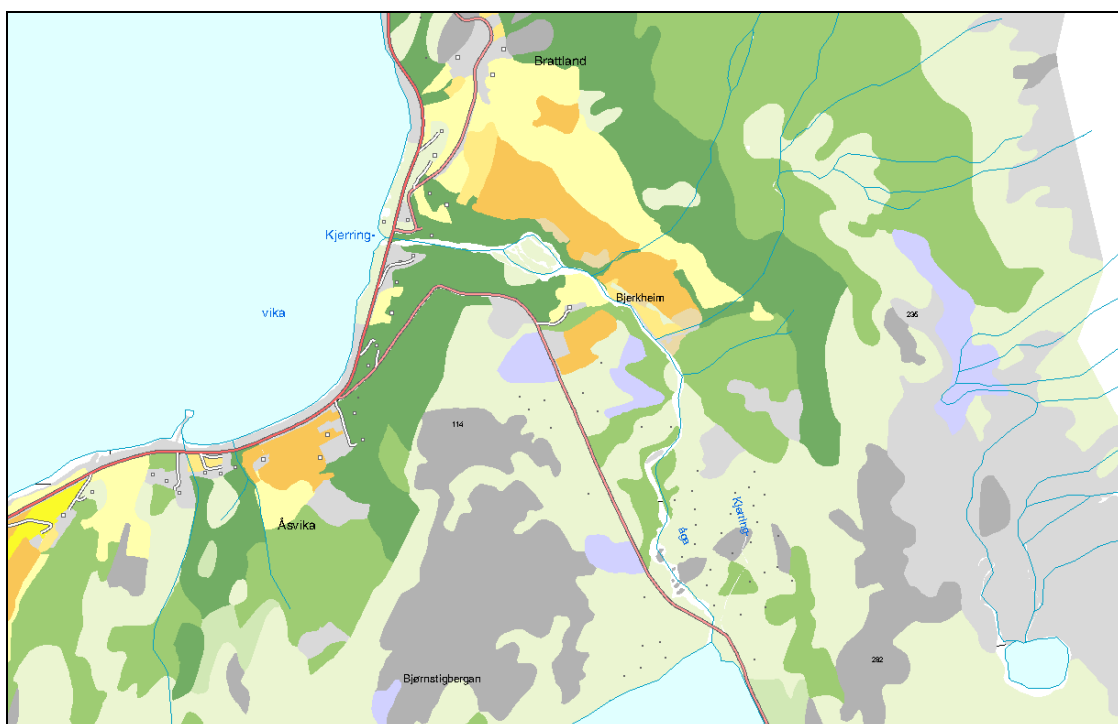 Brattland
Kjerring-
vika
Bjerkheim
235
114
Kjerring-
åga
Åsvika
282
Bjørnstigbergan